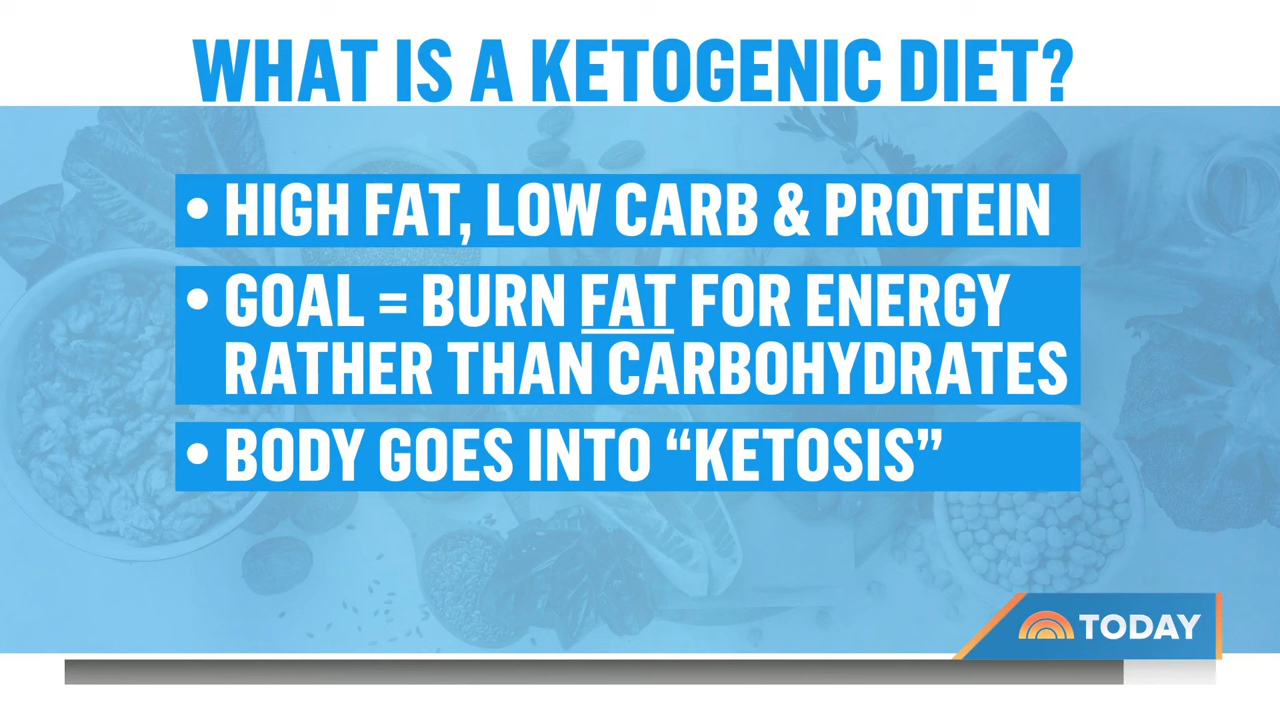 WHAT IS A KETOGENIC DIET?
• HIGH FAT, LOW CARB & PROTEIN
• GOAL = BURN FAT FOR ENERGY
RATHER THAN CARBOHYDRATES
• BODY GOES INTO “KETOSIS”
TODAY